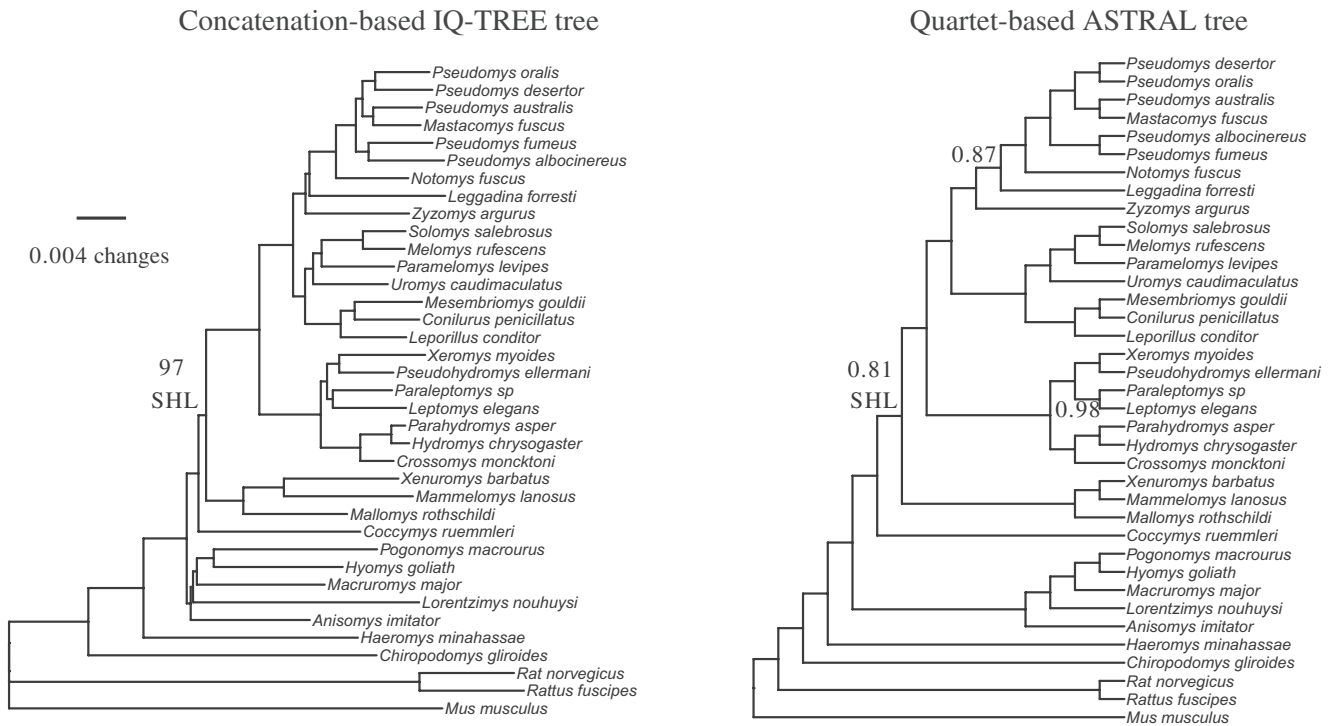 Concatenation-based IQ-TREE tree
Pseudomys oralis
Pseudomys desertor
Pseudomys australis
Mastacomys fuscus
Pseudomys fumeus
Pseudomys albocinereus
Notomys fuscus
Leggadina forresti
Zyzomys argurus
0.004 changes
Solomys salebrosus
Melomys rufescens
Paramelomys levipes
Uromys caudimaculatus
Mesembriomys gouldii
Conilurus penicillatus
Leporillus conditor
97
SHL
Xeromys myoides
Pseudohydromys ellermani
Paraleptomys sp
Leptomys elegans
Parahydromys asper
Hydromys chrysogaster
Crossomys moncktoni
Xenuromys barbatus
Mammelomys lanosus
Mallomys rothschildi
Coccymys ruemmleri
Pogonomys macrourus
Hyomys goliath
Macruromys major
Lorentzimys nouhuysi
Anisomys imitator
Haeromys minahassae
Chiropodomys gliroides
Rat norvegicus
Rattus fuscipes
Mus musculus
Quartet-based ASTRAL tree
Pseudomys desertor
Pseudomys oralis
Pseudomys australis
Mastacomys fuscus
Pseudomys albocinereus
0.87
Pseudomys fumeus
Notomys fuscus
Leggadina forresti
Zyzomys argurus
Solomys salebrosus
Melomys rufescens
Paramelomys levipes
Uromys caudimaculatus
Mesembriomys gouldii
Conilurus penicillatus
Leporillus conditor
0.81
SHL
Xeromys myoides
Pseudohydromys ellermani
Paraleptomys sp
0.98
Leptomys elegans
Parahydromys asper
Hydromys chrysogaster
Crossomys moncktoni
Xenuromys barbatus
Mammelomys lanosus
Mallomys rothschildi
Coccymys ruemmleri
Pogonomys macrourus
Hyomys goliath
Macruromys major
Lorentzimys nouhuysi
Anisomys imitator
Haeromys minahassae
Chiropodomys gliroides
Rat norvegicus
Rattus fuscipes
Mus musculus